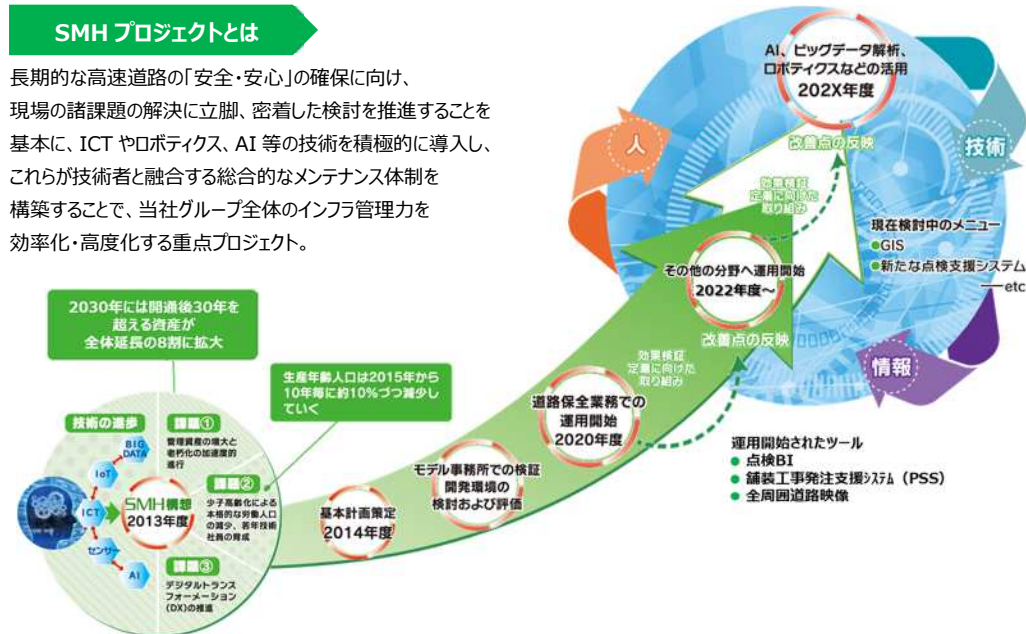 SMH プロジェクトとは
長期的な高速道路の「安全・安心」の確保に向け、
現場の諸課題の解決に立脚、密着した検討を推進することを
基本に、ICT やロボティクス、AI 等の技術を積極的に導入し、
これらが技術者と融合する総合的なメンテナンス体制を
構築することで、当社グループ全体のインフラ管理力を
効率化・高度化する重点プロジェクト。
2030年には開通後30年を
超える資産が
全体延長の8割に拡大
生産年齢人口は2015年から
10年毎に約10%づつ減少し
ていく
技術の進歩
BIG
DATA
IoT
ICT
センサー
AI
SMH構想
2013年度
課題①
管理資産の増大と
老朽化の加速度的
進行
課題②
少子高齢化による
本格的な労働人口
の減少、若年技術
社員の育成
課題③
デジタルトランス
フォーメーション
(DX)の推進
基本計画策定
2014年度
モデル事務所での検証
開発環境の
検討および評価
道路保全業務での
運用開始
2020年度
効果検証
定着に向けた
取り組み
改善点の反映
その他の分野へ運用開始
2022年度～
効果検証
定着に向けた
取り組み
改善点の反映
AI、ビッグデータ解析、
ロボティクスなどの活用
202X年度
人
技術
情報
現在検討中のメニュー
●GIS
●新たな点検支援システム
etc
運用開始されたツール
● 点検BI
● 舗装工事発注支援システム（PSS）
● 全周囲道路映像